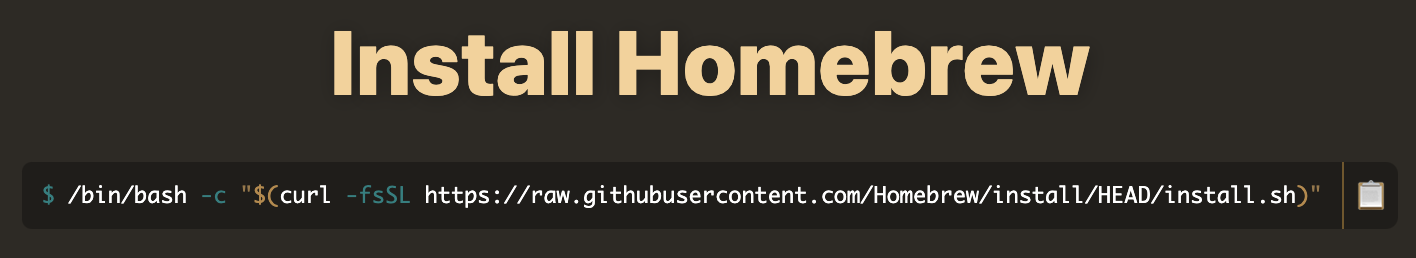 Install Homebrew
$ /bin/bash -c "$(curl -fsSL https://raw.githubusercontent.com/Homebrew/install/HEAD/install.sh)"